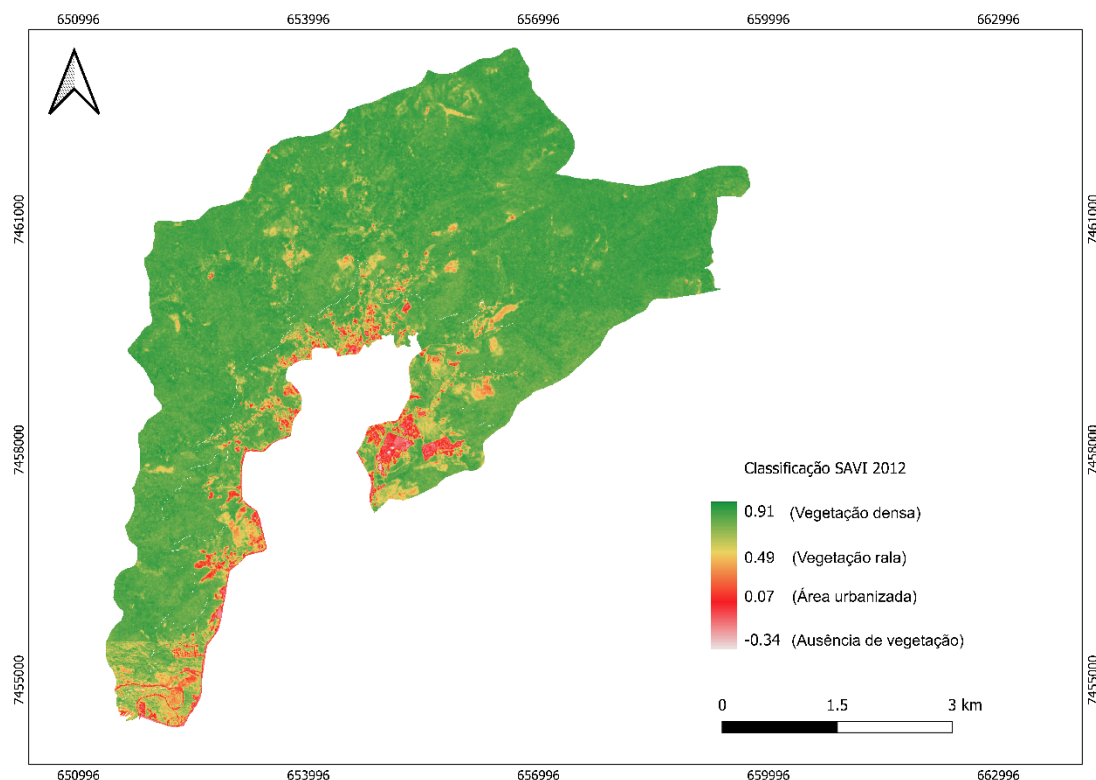 650996 653996 656996 659996 662996
7461000 7461000
7458000 7458000
Classificação SAVI 2012
0.91 (Vegetação densa)
0.49 (Vegetação rala)
0.07 (Área urbanizada)
-0.34 (Ausência de vegetação)
7455000 7455000
0 1.5 3 km
650996 653996 656996 659996 662996